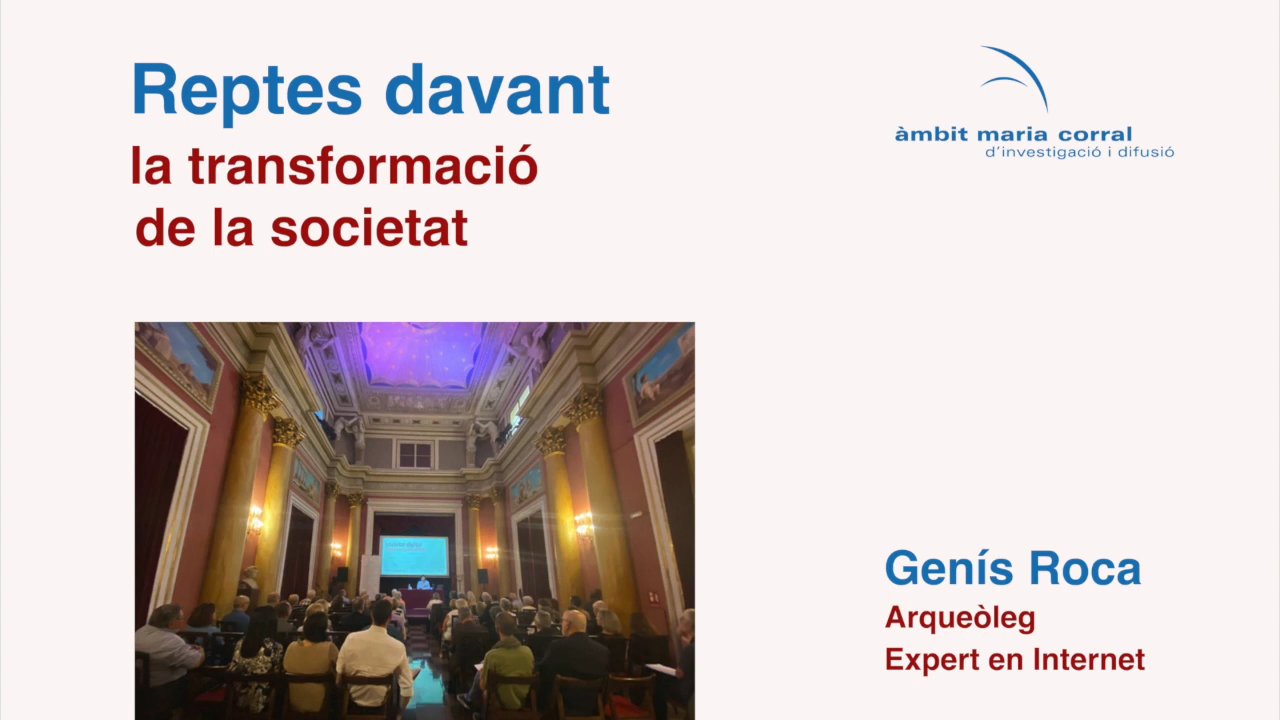 Reptes davant
la transformació
de la societat
àmbit maria corral
d'investigació i difusió
Genís Roca
Arqueòleg
Expert en Internet